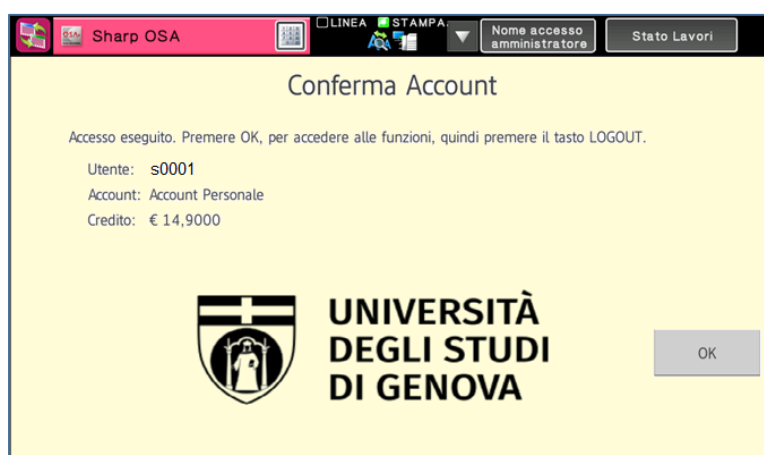 Sharp OSA
LINEA STAMPA.
Nome accesso
amministratore
Stato Lavori
Conferma Account
Accesso eseguito. Premere OK, per accedere alle funzioni, quindi premere il tasto LOGOUT.
Utente: s0001
Account: Account Personale
Credito: € 14,9000
UNIVERSITÀ
DEGLI STUDI
DI GENOVA
OK